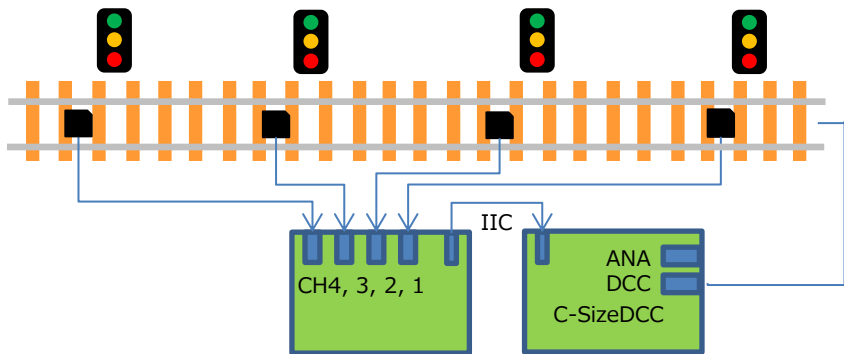 IIC
ANA
CH4, 3, 2, 1
DCC
C-SizeDCC